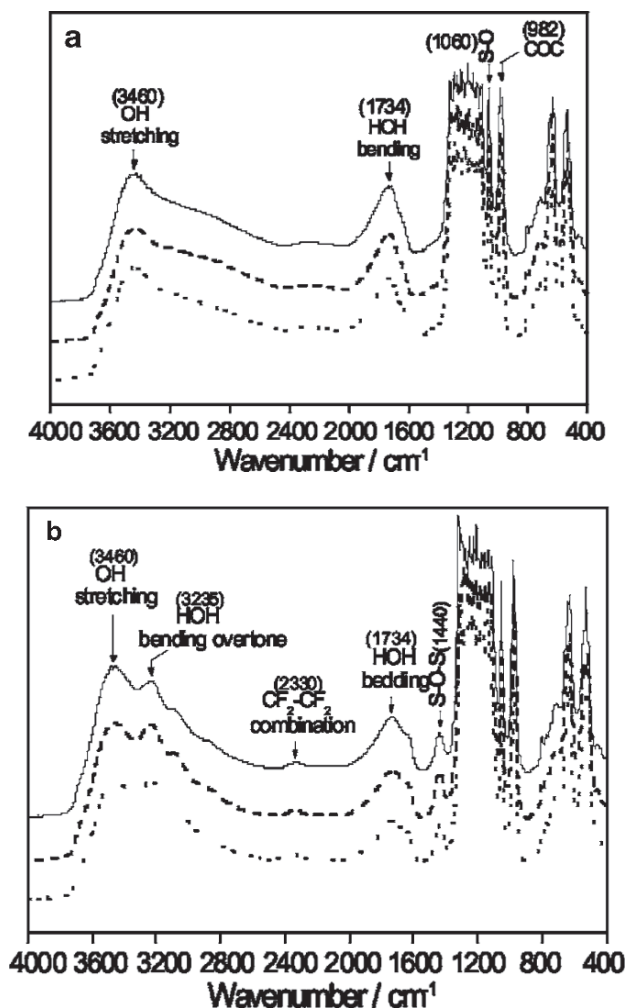 a
(1060)
S-O
(982)
COC
(3460)
OH
stretching
(1734)
HOH
bending
4000 3600 3200 2800 2400 2000 1600 1200 800 400
Wavenumber / cm⁻¹
b
(3460)
OH
stretching
(3235)
HOH
bending overtone
(2330)
CF₂-CF₂
combination
(1734)
HOH
bedding
S-O-S(1440)
4000 3600 3200 2800 2400 2000 1600 1200 800 400
Wavenumber / cm⁻¹